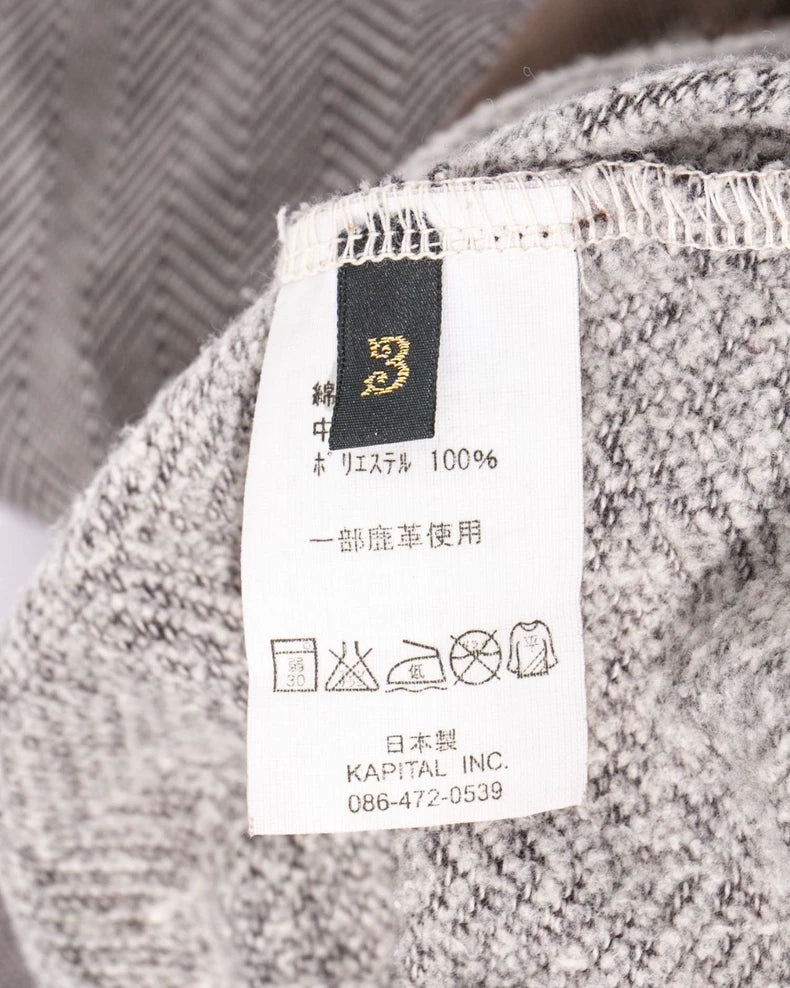 3
綿
中
ポリエステル 100%
一部鹿革使用
弱 30 低 平
日本製
KAPITAL INC.
086-472-0539